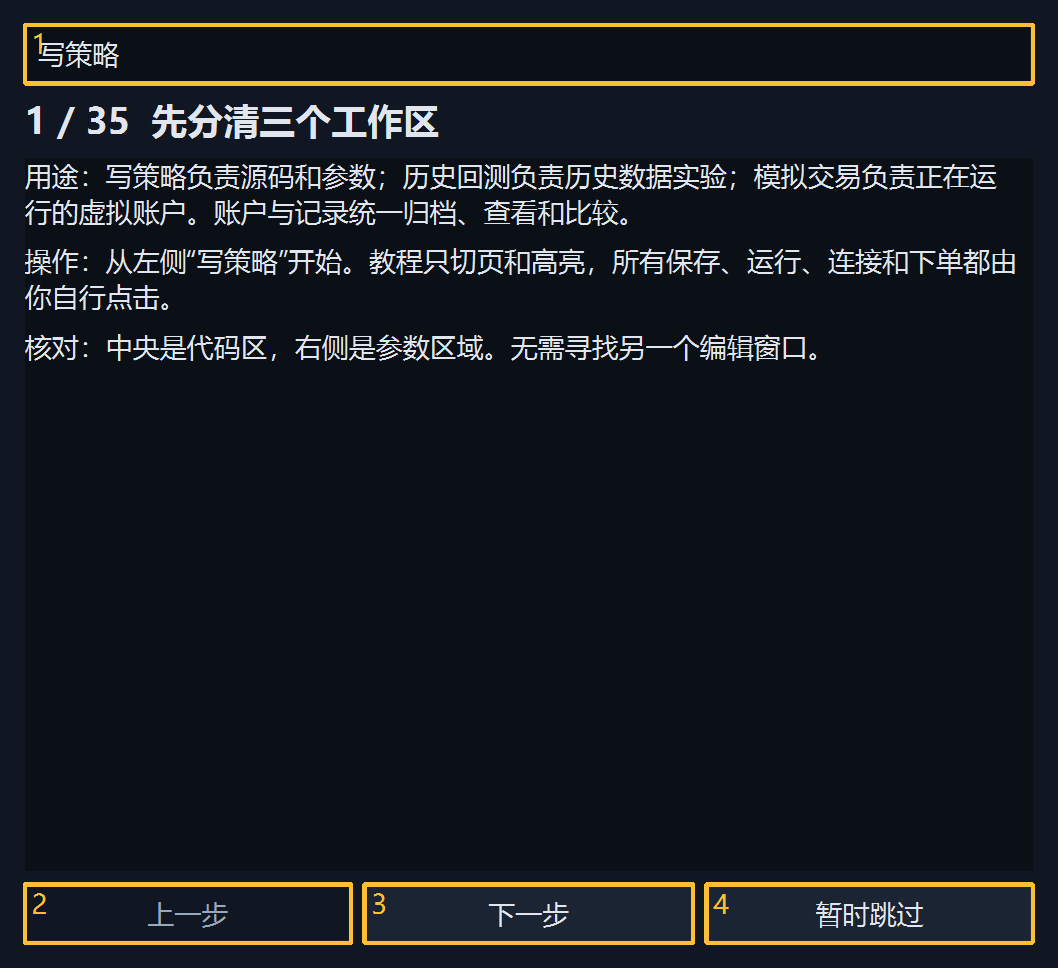 1
写策略
1 / 35 先分清三个工作区
用途：写策略负责源码和参数；历史回测负责历史数据实验；模拟交易负责正在运
行的虚拟账户。账户与记录统一归档、查看和比较。
操作：从左侧“写策略”开始。教程只切页和高亮，所有保存、运行、连接和下单都由
你自行点击。
核对：中央是代码区，右侧是参数区域。无需寻找另一个编辑窗口。
2 上一步
3 下一步
4 暂时跳过